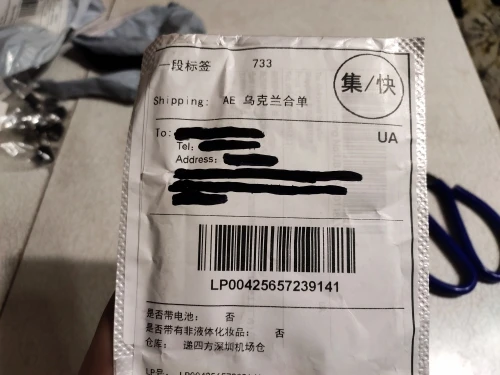 一段标签 733
集/快
Shipping: AE 乌克兰合单
To:
UA
Tel:
Address:
LP00425657239141
是否带电池: 否
是否带有非液体化妆品: 否
仓库: 递四方深圳机场仓